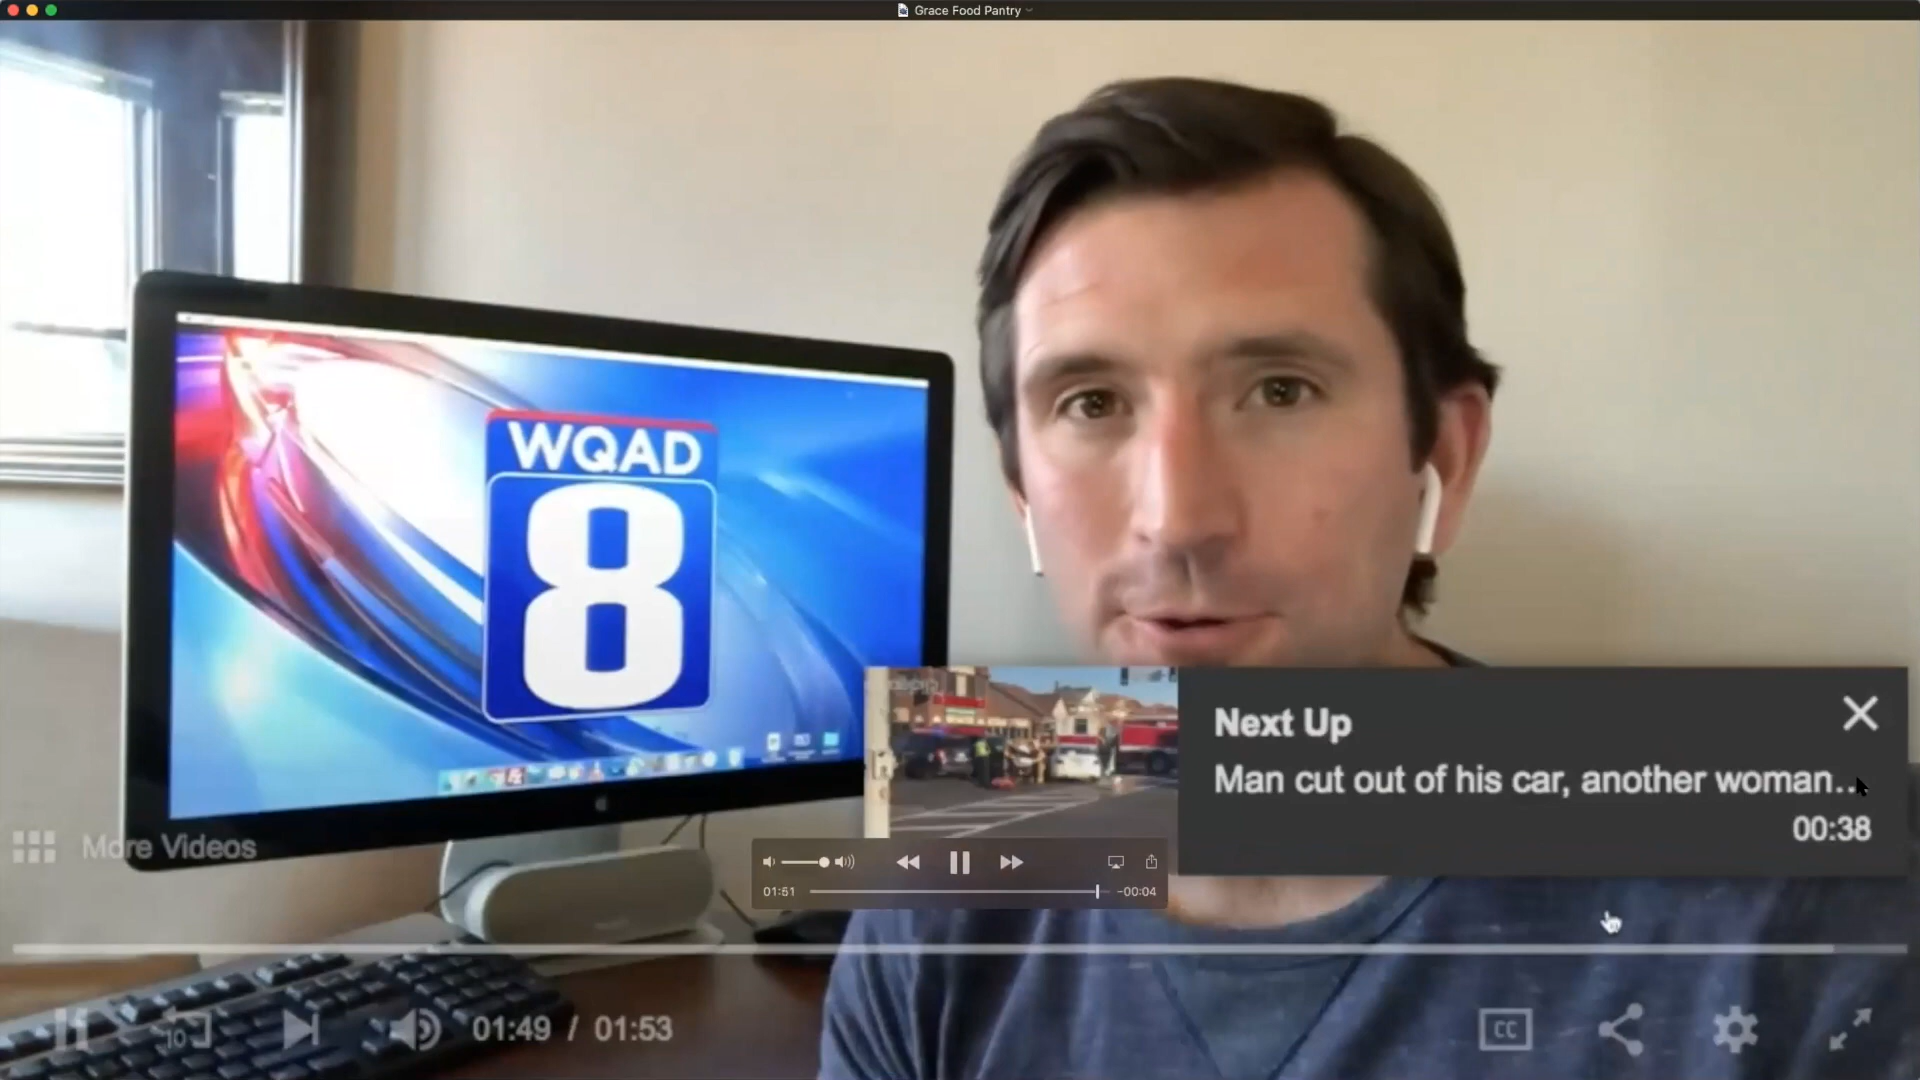 Grace Food Pantry
WQAD
8
Next Up
Man cut out of his car, another woman...
00:38
More Videos
01:51
-00:04
10
01:49 / 01:53
CC